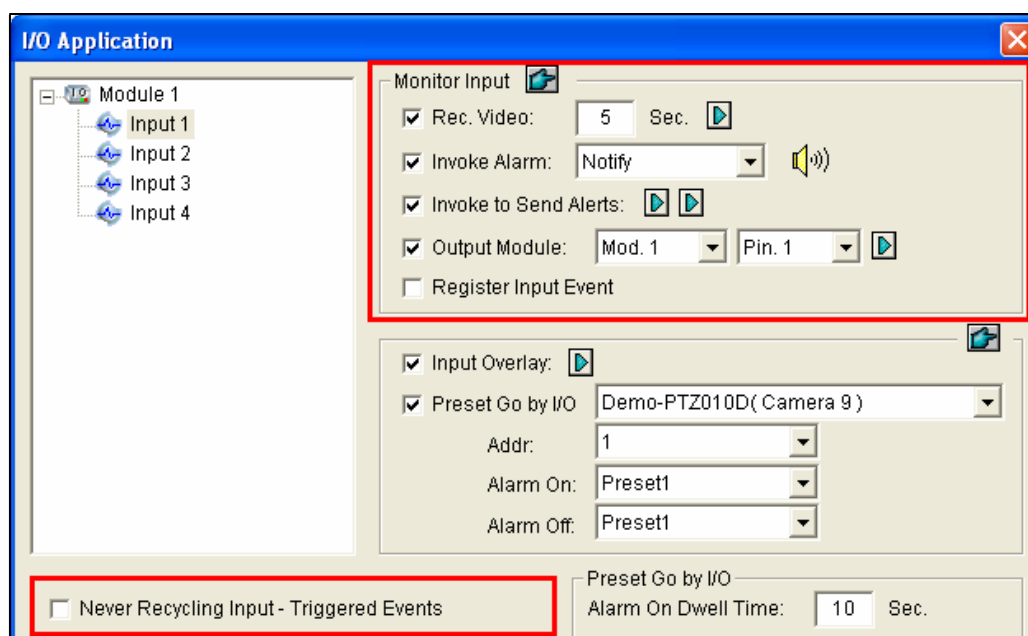 I/O Application
Module 1
Input 1
Input 2
Input 3
Input 4
Monitor Input
Rec. Video: 5 Sec.
Invoke Alarm: Notify
Invoke to Send Alerts:
Output Module: Mod. 1 Pin. 1
Register Input Event
Input Overlay:
Preset Go by I/O Demo-PTZ010D( Camera 9 )
Addr: 1
Alarm On: Preset1
Alarm Off: Preset1
Never Recycling Input - Triggered Events
Preset Go by I/O
Alarm On Dwell Time: 10 Sec.